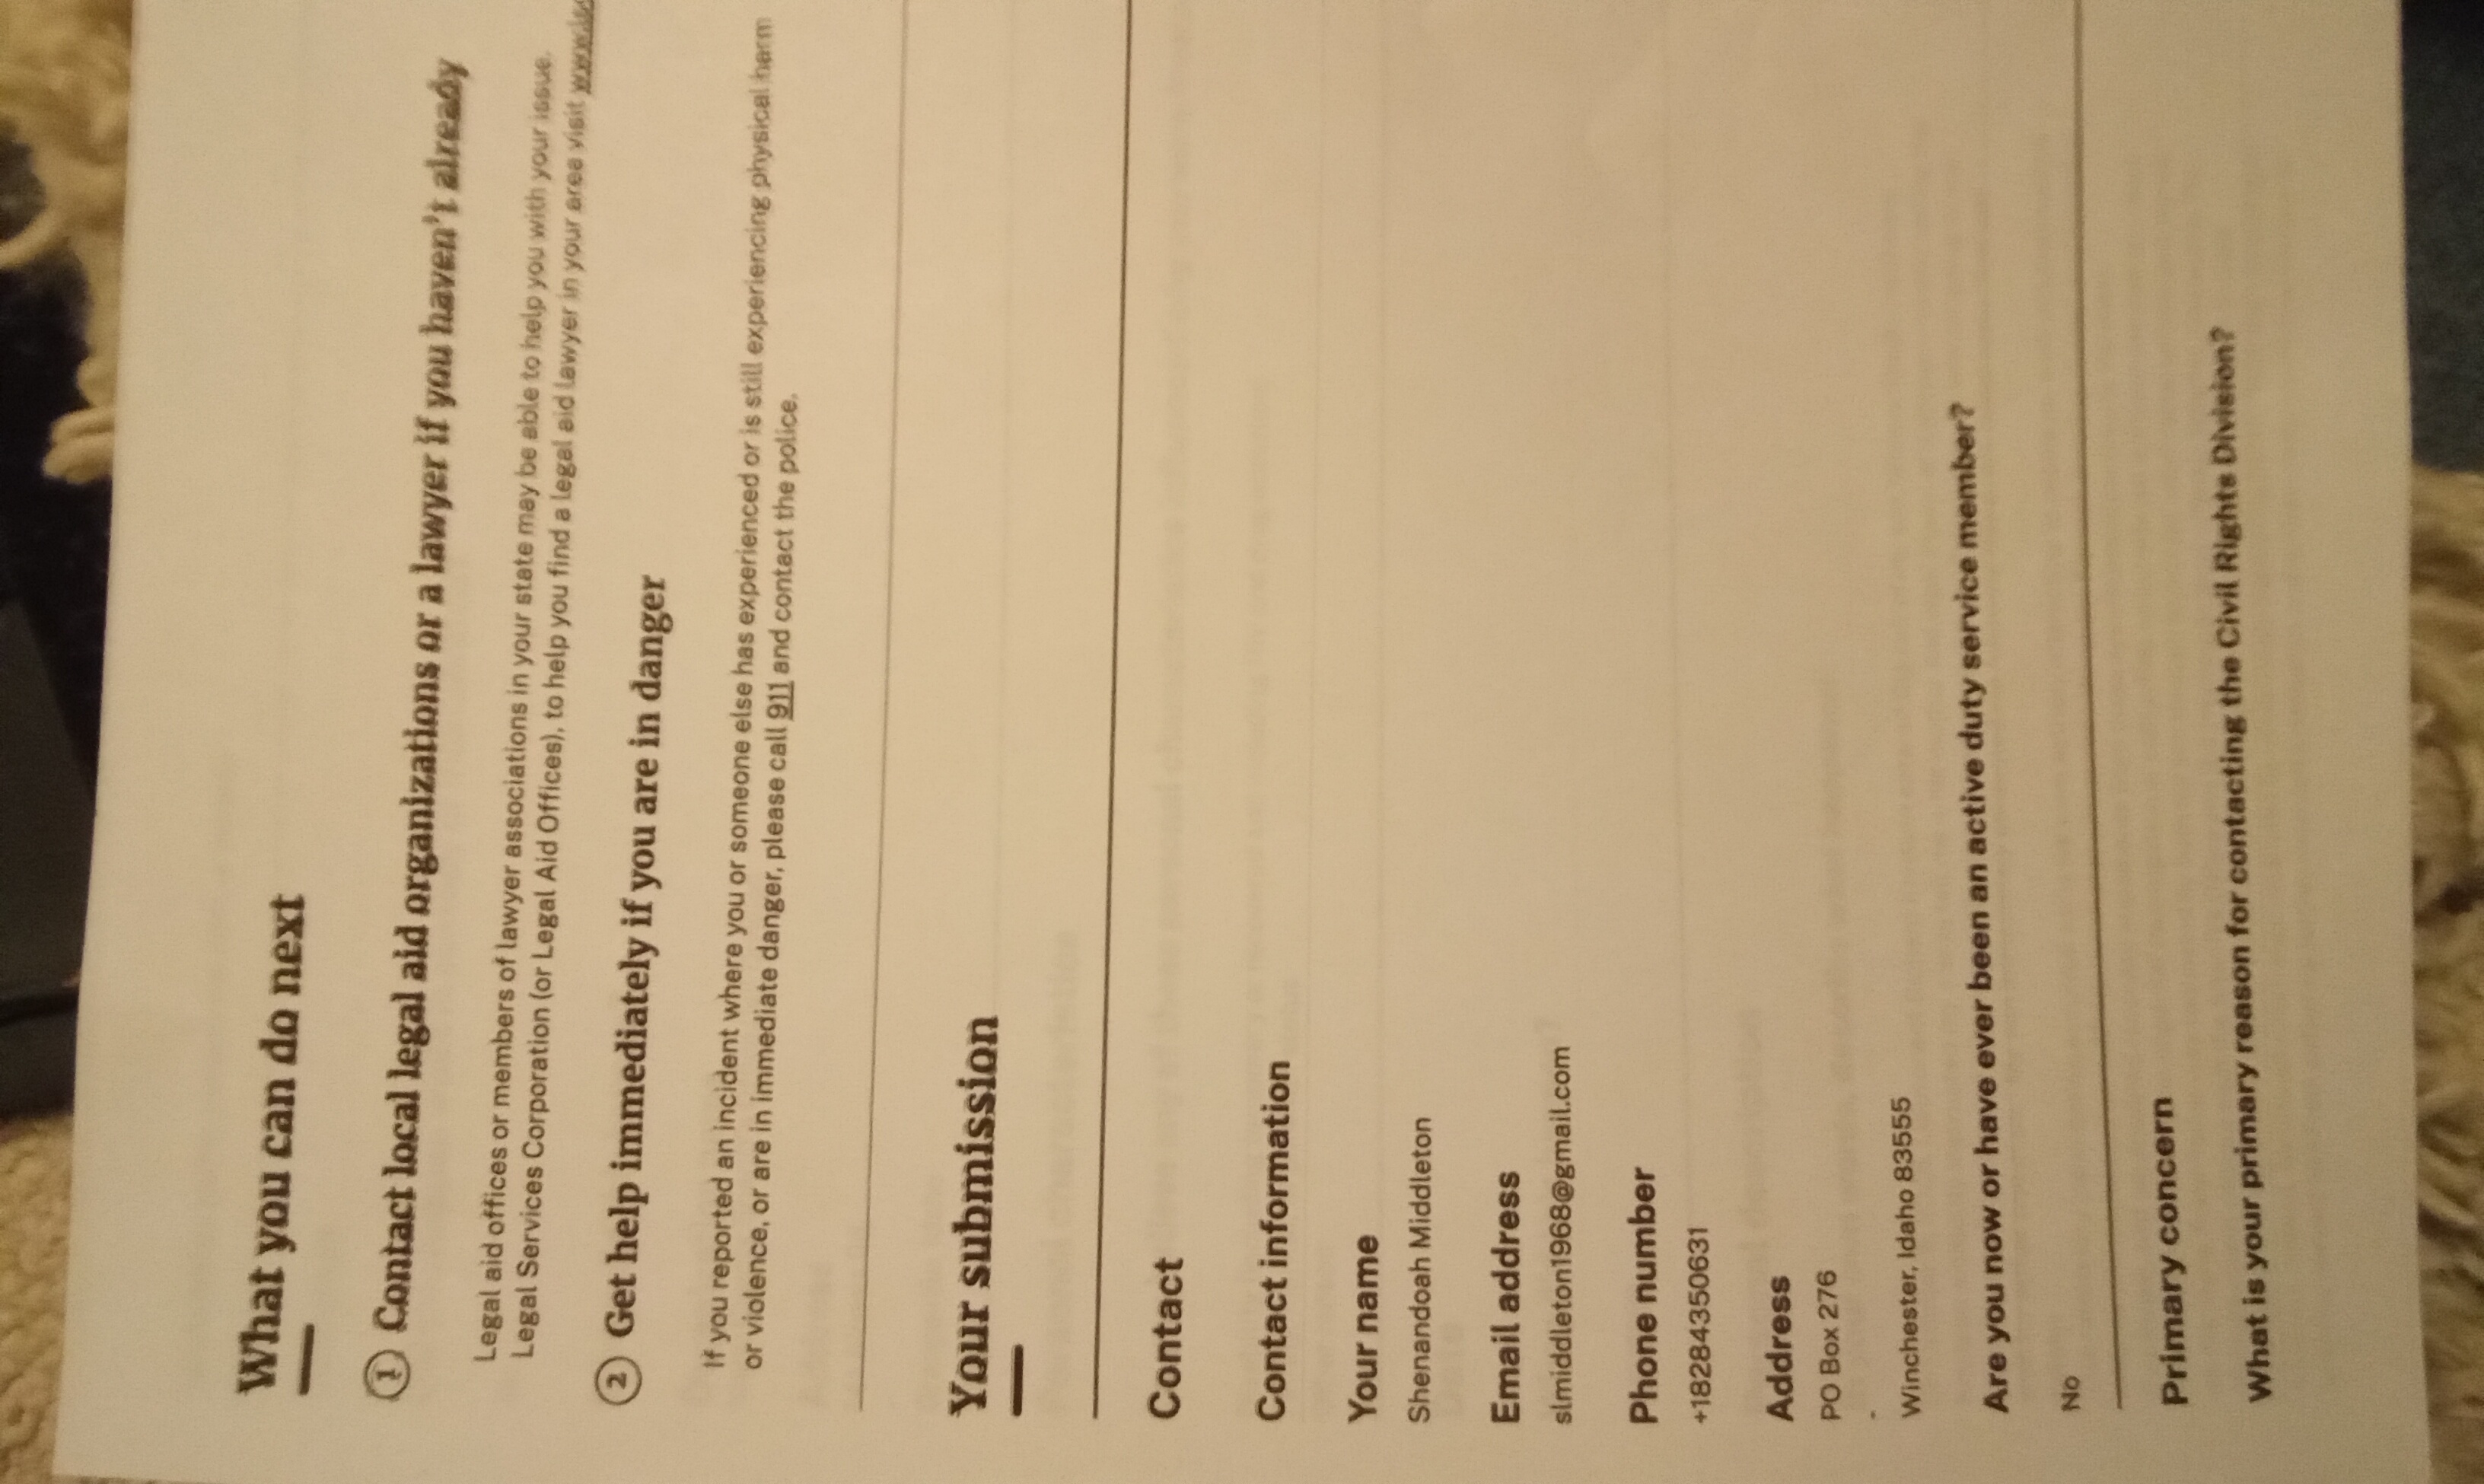 What you can do next
1 Contact local legal aid organizations or a lawyer if you haven't already
Legal aid offices or members of lawyer associations in your state may be able to help you with your issue.
Legal Services Corporation (or Legal Aid Offices), to help you find a legal aid lawyer in your area visit
2 Get help immediately if you are in danger
If you reported an incident where you or someone else has experienced or is still experiencing physical harm
or violence, or are in immediate danger, please call 911 and contact the police.
Your submission
Contact
Contact information
Your name
Shenandoah Middleton
Email address
slmiddleton1968@gmail.com
Phone number
+18284350631
Address
PO Box 276
-
Winchester, Idaho 83555
Are you now or have ever been an active duty service member?
No
Primary concern
What is your primary reason for contacting the Civil Rights Division?